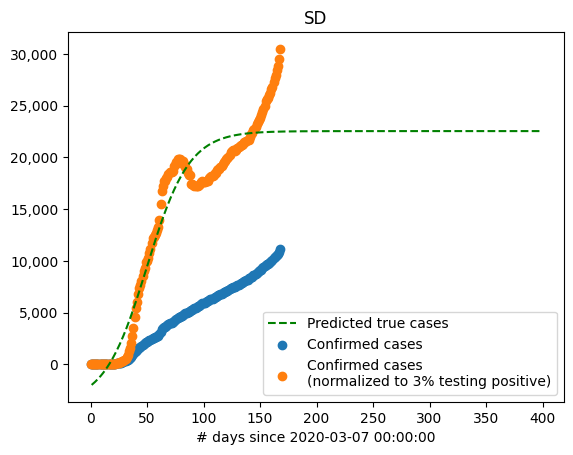 SD
30,000
25,000
20,000
15,000
10,000
5,000
0
Predicted true cases
Confirmed cases
Confirmed cases
(normalized to 3% testing positive)
0 50 100 150 200 250 300 350 400
# days since 2020-03-07 00:00:00